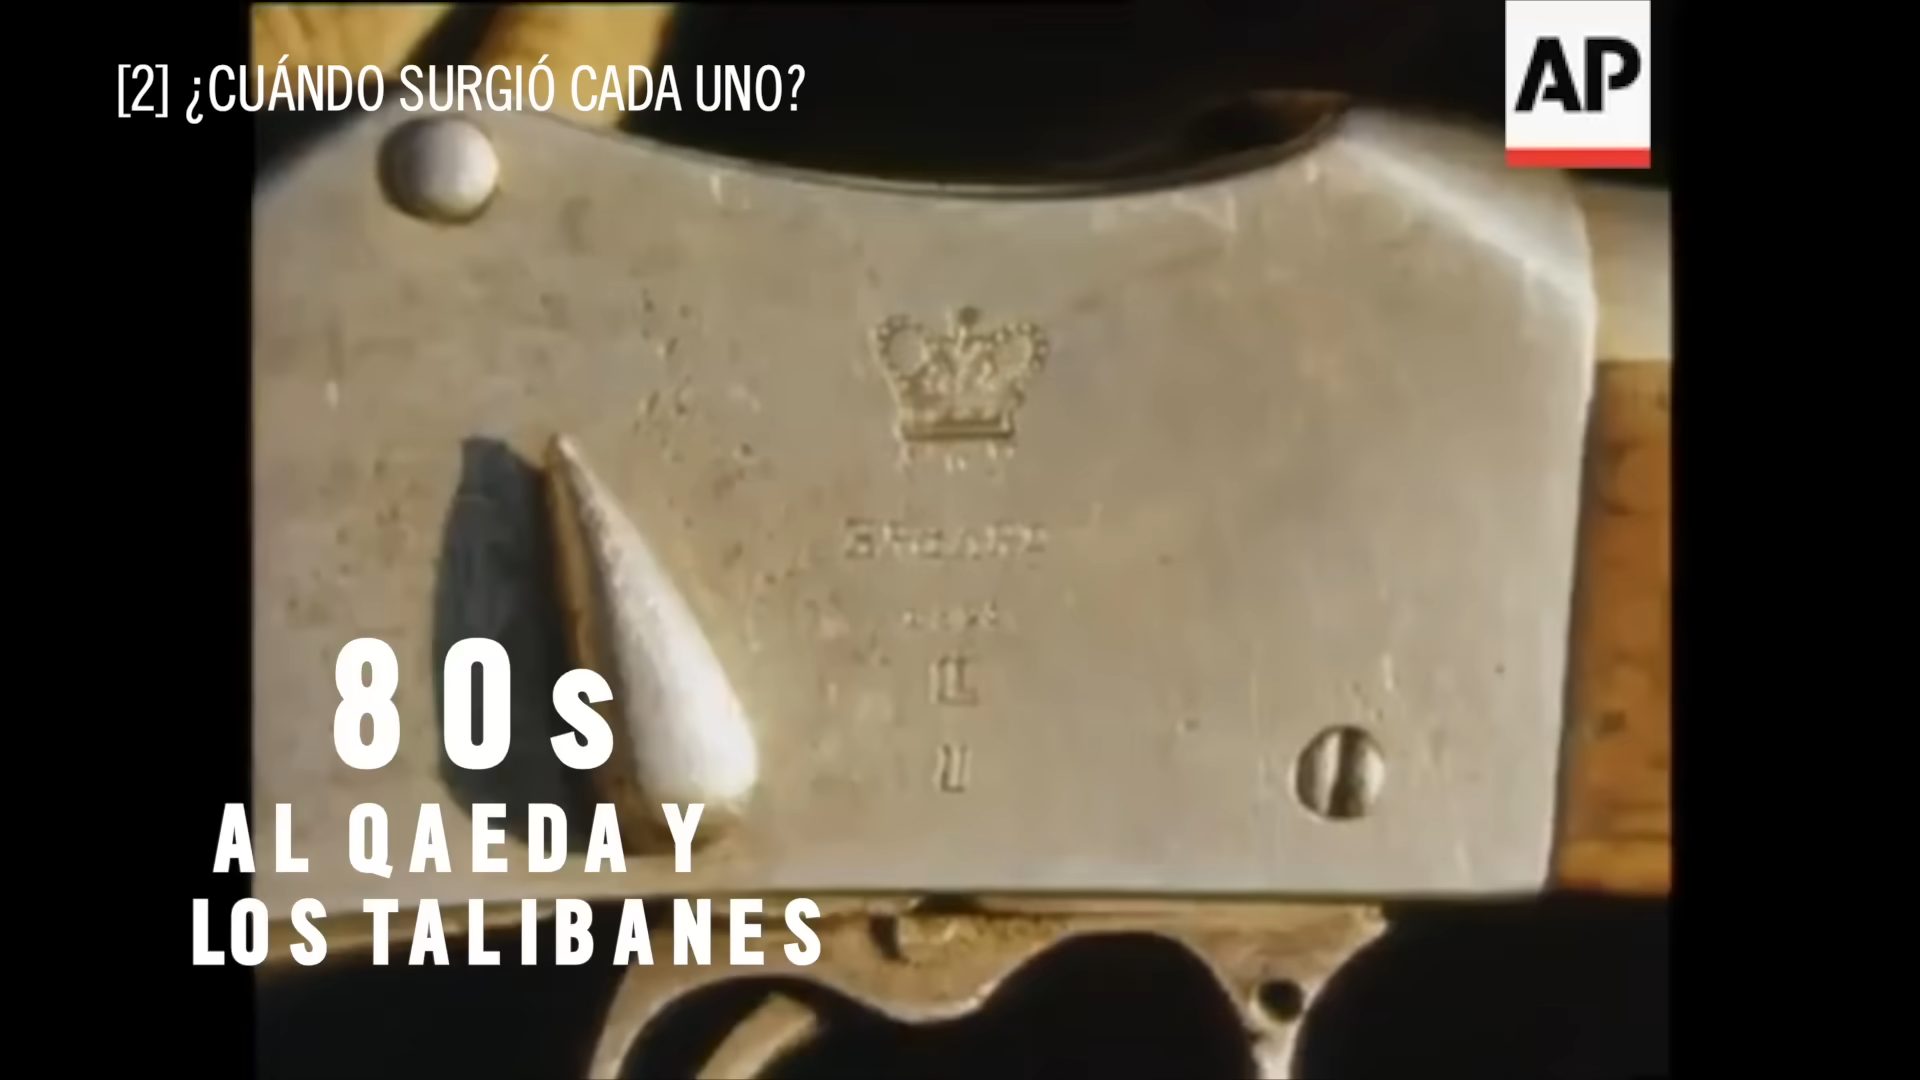 [2] ¿CUÁNDO SURGIÓ CADA UNO?
AP
80s
AL QAEDA Y
LOS TALIBANES